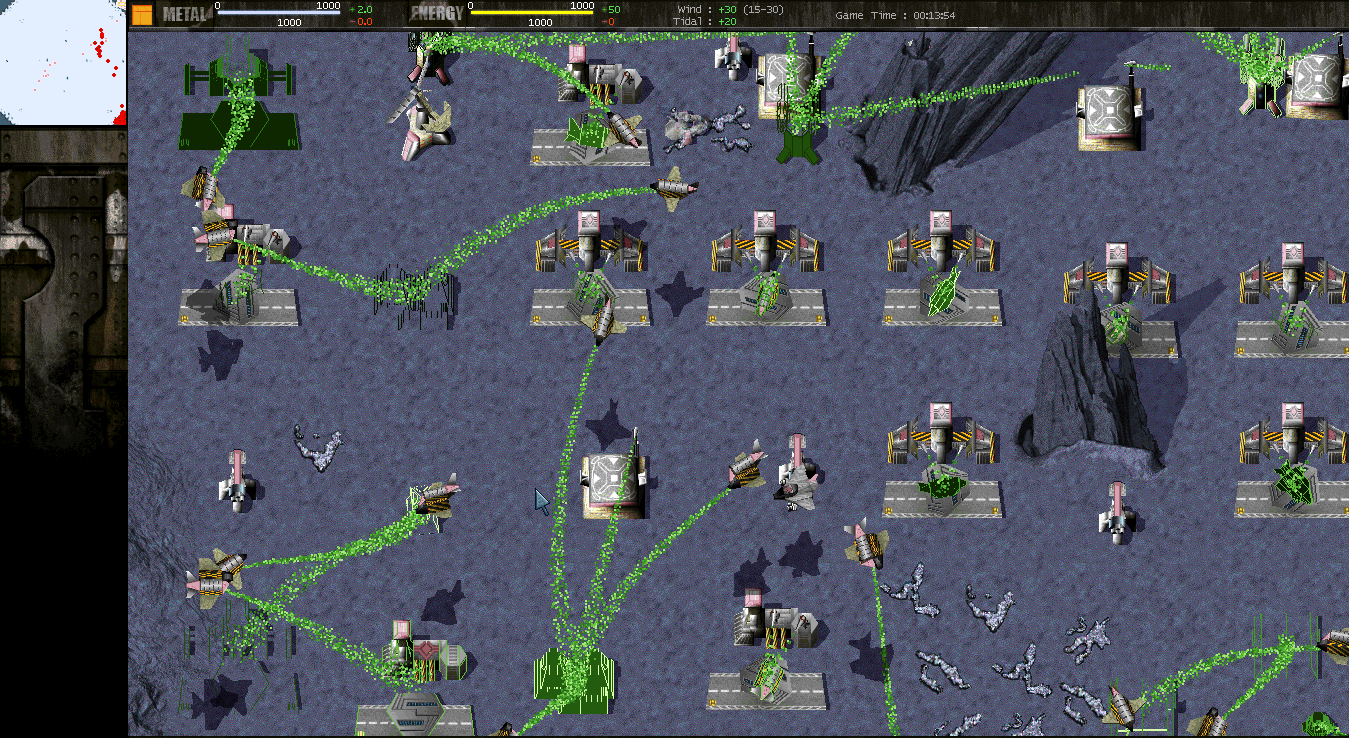 METAL 0 1000 1000 +2.0 -0.0
ENERGY 0 1000 1000 +50 -0
Wind : +30 (15-30)
Tidal : +20
Game Time : 00:13:54